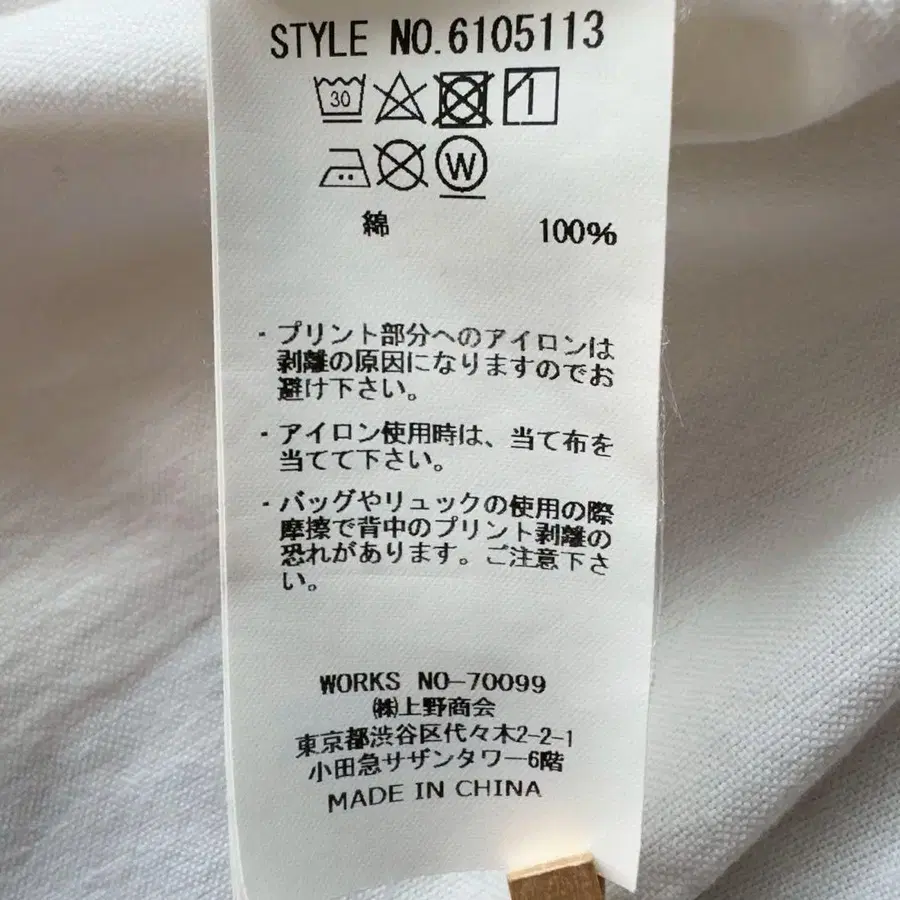 STYLE NO.6105113
30
W
綿 100%
・プリント部分へのアイロンは
剥離の原因になりますのでお
避け下さい。
・アイロン使用時は、当て布を
当てて下さい。
・バッグやリュックの使用の際
摩擦で背中のプリント剥離の
恐れがあります。ご注意下さ
い。
WORKS NO-70099
㈱上野商会
東京都渋谷区代々木2-2-1
小田急サザンタワー6階
MADE IN CHINA